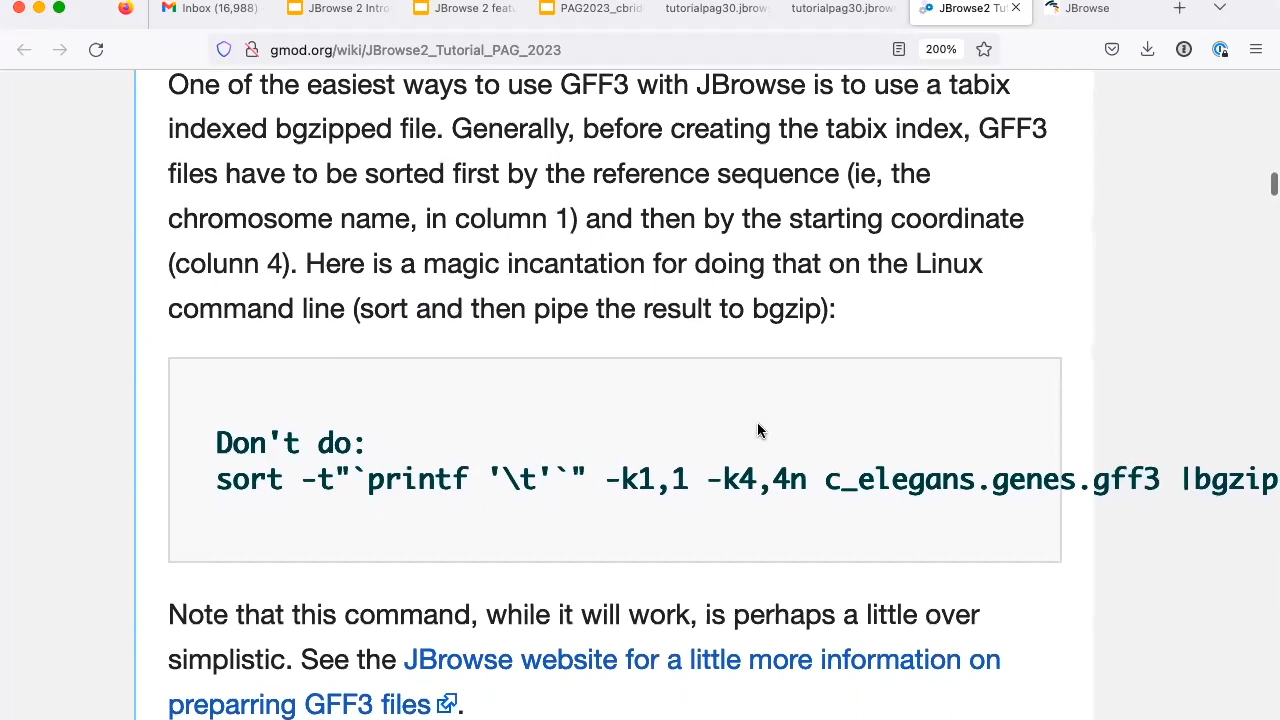 Inbox (16,988)
JBrowse 2 Intro
JBrowse 2 feat
PAG2023_cbrid
tutorialpag30.jbrow
tutorialpag30.jbrow
JBrowse2 Tu
JBrowse
gmod.org/wiki/JBrowse2_Tutorial_PAG_2023
200%
One of the easiest ways to use GFF3 with JBrowse is to use a tabix
indexed bgzipped file. Generally, before creating the tabix index, GFF3
files have to be sorted first by the reference sequence (ie, the
chromosome name, in column 1) and then by the starting coordinate
(colunn 4). Here is a magic incantation for doing that on the Linux
command line (sort and then pipe the result to bgzip):
Don't do:
sort -t"`printf '\t'`" -k1,1 -k4,4n c_elegans.genes.gff3 |bgzip
Note that this command, while it will work, is perhaps a little over
simplistic. See the JBrowse website for a little more information on
preparring GFF3 files.